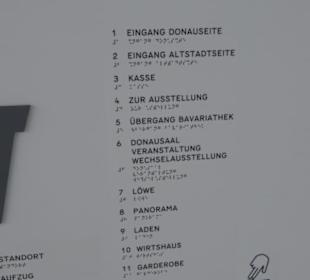 1 EINGANG DONAUSEITE
2 EINGANG ALTSTADTSEITE
3 KASSE
4 ZUR AUSSTELLUNG
5 ÜBERGANG BAVARIATHEK
6 DONAUSAAL
VERANSTALTUNG
WECHSELAUSSTELLUNG
7 LÖWE
8 PANORAMA
9 LADEN
10 WIRTSHAUS
11 GARDEROBE
STANDORT
AUFZUG